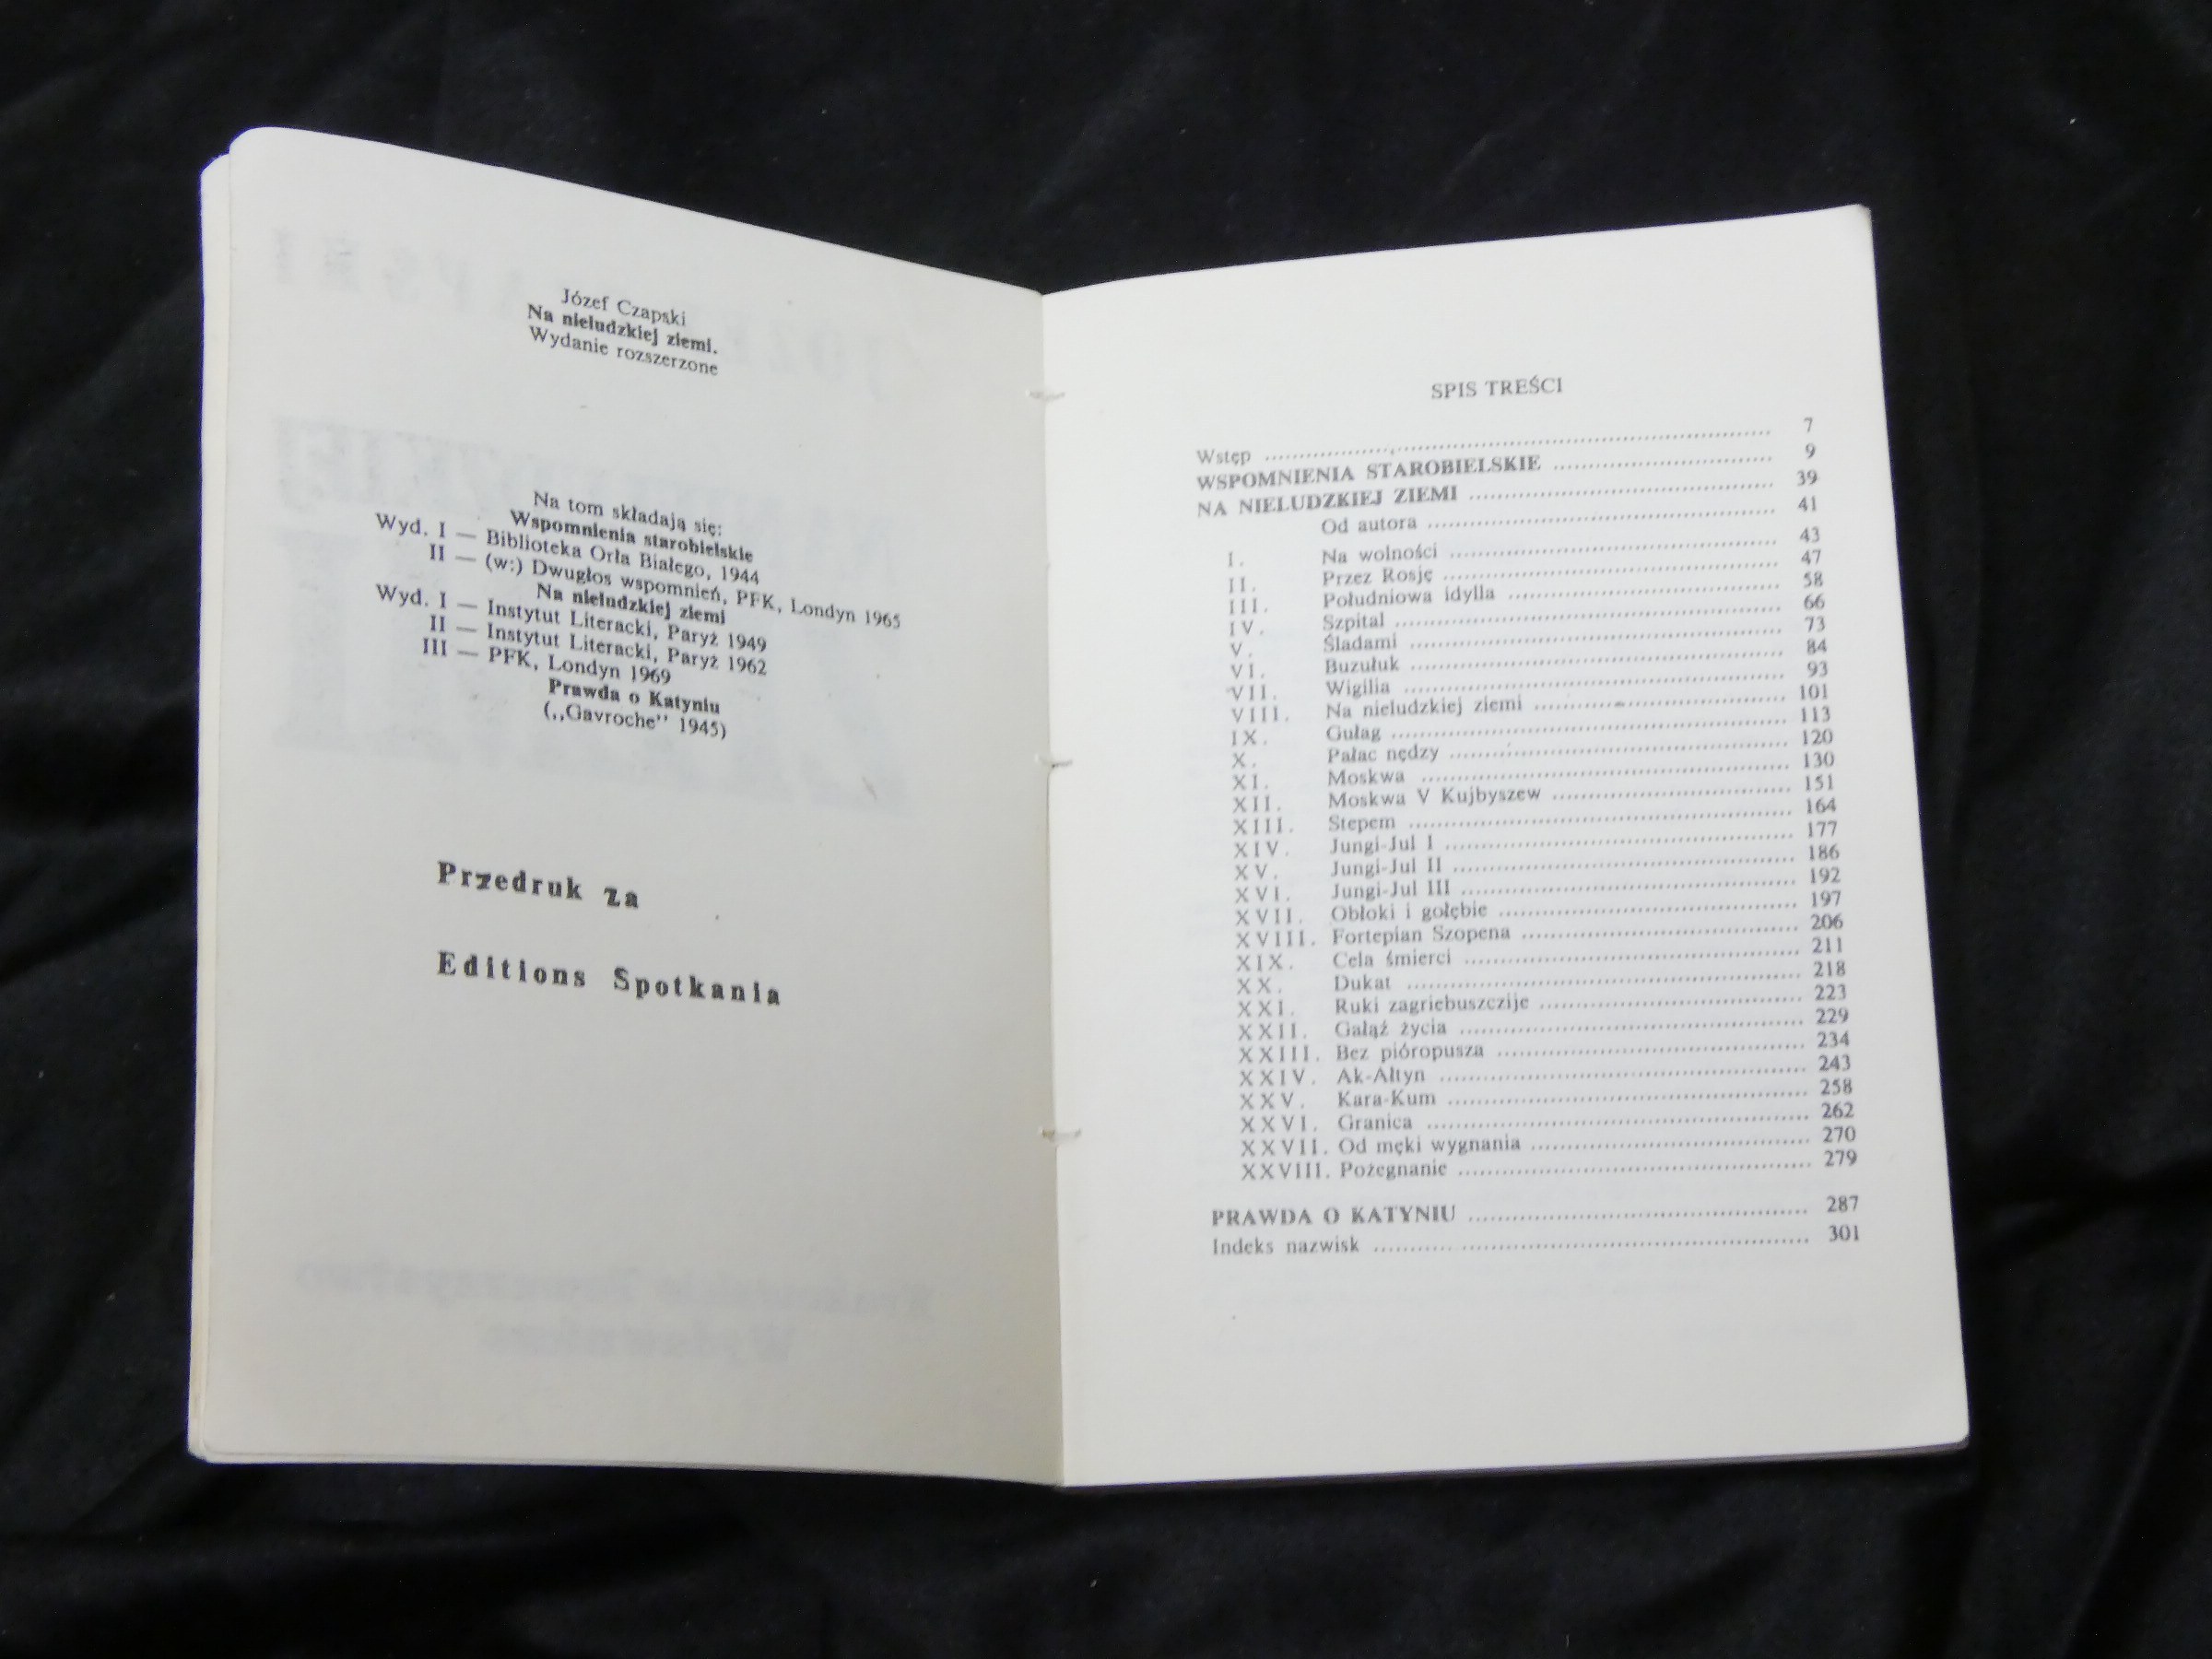 Józef Czapski
Na nieludzkiej ziemi.
Wydanie rozszerzone
Na tom składają się:
Wspomnienia starobielskie
Wyd. I — Biblioteka Orła Białego, 1944
II — (w:) Dwugłos wspomnień, PFK, Londyn 1965
Na nieludzkiej ziemi
Wyd. I — Instytut Literacki, Paryż 1949
II — Instytut Literacki, Paryż 1962
III — PFK, Londyn 1969
Prawda o Katyniu
(,,Gavroche" 1945)
Przedruk za
Editions Spotkania
SPIS TREŚCI
Wstęp 7
WSPOMNIENIA STAROBIELSKIE 9
NA NIELUDZKIEJ ZIEMI 39
Od autora 41
I. Na wolności 43
II. Przez Rosję 47
III. Południowa idylla 58
IV. Szpital 66
V. Śladami 73
VI. Buzułuk 84
VII. Wigilia 93
VIII. Na nieludzkiej ziemi 101
IX. Gułag 113
X. Pałac nędzy 120
XI. Moskwa 130
XII. Moskwa V Kujbyszew 151
XIII. Stepem 164
XIV. Jungi-Jul I 177
XV. Jungi-Jul II 186
XVI. Jungi-Jul III 192
XVII. Obłoki i gołębie 197
XVIII. Fortepian Szopena 206
XIX. Cela śmierci 211
XX. Dukat 218
XXI. Ruki zagriebuszczije 223
XXII. Gałąź życia 229
XXIII. Bez pióropusza 234
XXIV. Ak-Ałtyn 243
XXV. Kara-Kum 258
XXVI. Granica 262
XXVII. Od męki wygnania 270
XXVIII. Pożegnanie 279
PRAWDA O KATYNIU 287
Indeks nazwisk 301